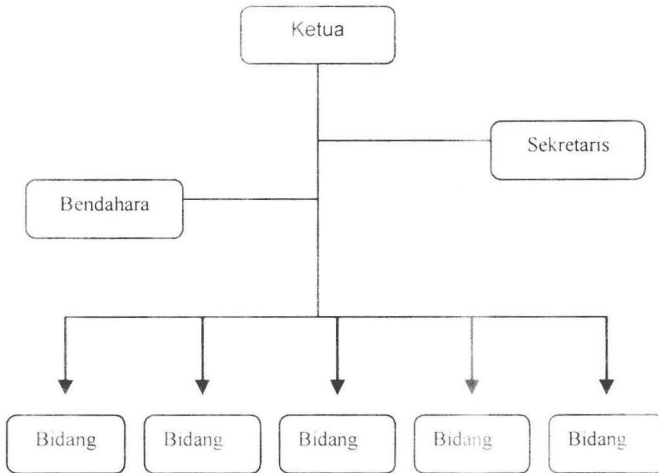 Ketua
Sekretaris
Bendahara
Bidang
Bidang
Bidang
Bidang
Bidang